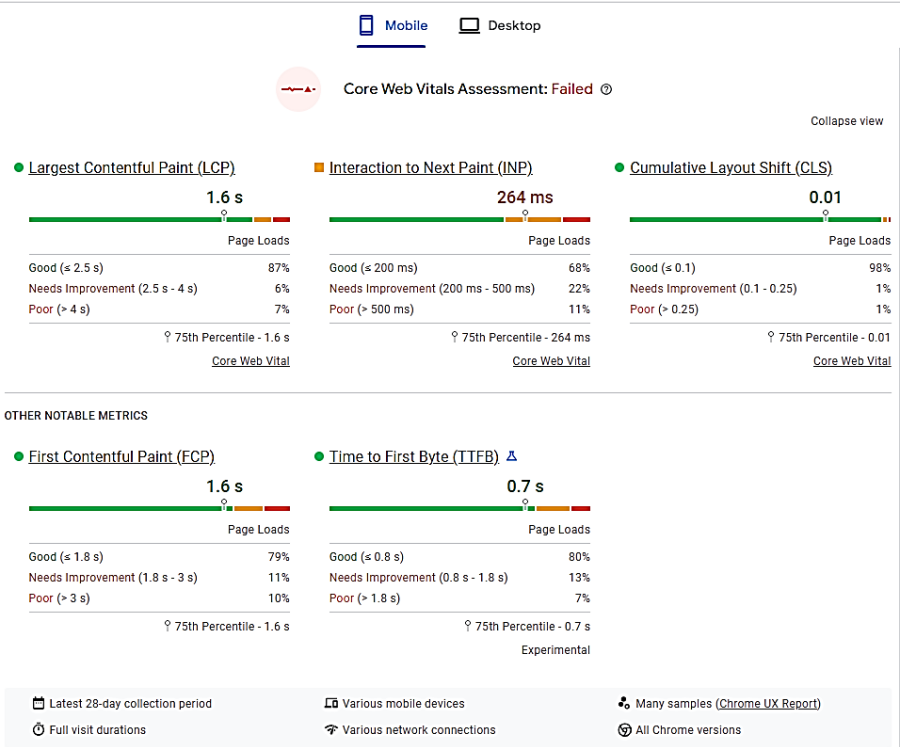 Mobile Desktop
Core Web Vitals Assessment: Failed
Collapse view
Largest Contentful Paint (LCP)
1.6 s
Page Loads
Good (≤ 2.5 s) 87%
Needs Improvement (2.5 s - 4 s) 6%
Poor (> 4 s) 7%
75th Percentile - 1.6 s
Core Web Vital
Interaction to Next Paint (INP)
264 ms
Page Loads
Good (≤ 200 ms) 68%
Needs Improvement (200 ms - 500 ms) 22%
Poor (> 500 ms) 11%
75th Percentile - 264 ms
Core Web Vital
Cumulative Layout Shift (CLS)
0.01
Page Loads
Good (≤ 0.1) 98%
Needs Improvement (0.1 - 0.25) 1%
Poor (> 0.25) 1%
75th Percentile - 0.01
Core Web Vital
OTHER NOTABLE METRICS
First Contentful Paint (FCP)
1.6 s
Page Loads
Good (≤ 1.8 s) 79%
Needs Improvement (1.8 s - 3 s) 11%
Poor (> 3 s) 10%
75th Percentile - 1.6 s
Time to First Byte (TTFB)
0.7 s
Page Loads
Good (≤ 0.8 s) 80%
Needs Improvement (0.8 s - 1.8 s) 13%
Poor (> 1.8 s) 7%
75th Percentile - 0.7 s
Experimental
Latest 28-day collection period
Various mobile devices
Many samples (Chrome UX Report)
Full visit durations
Various network connections
All Chrome versions